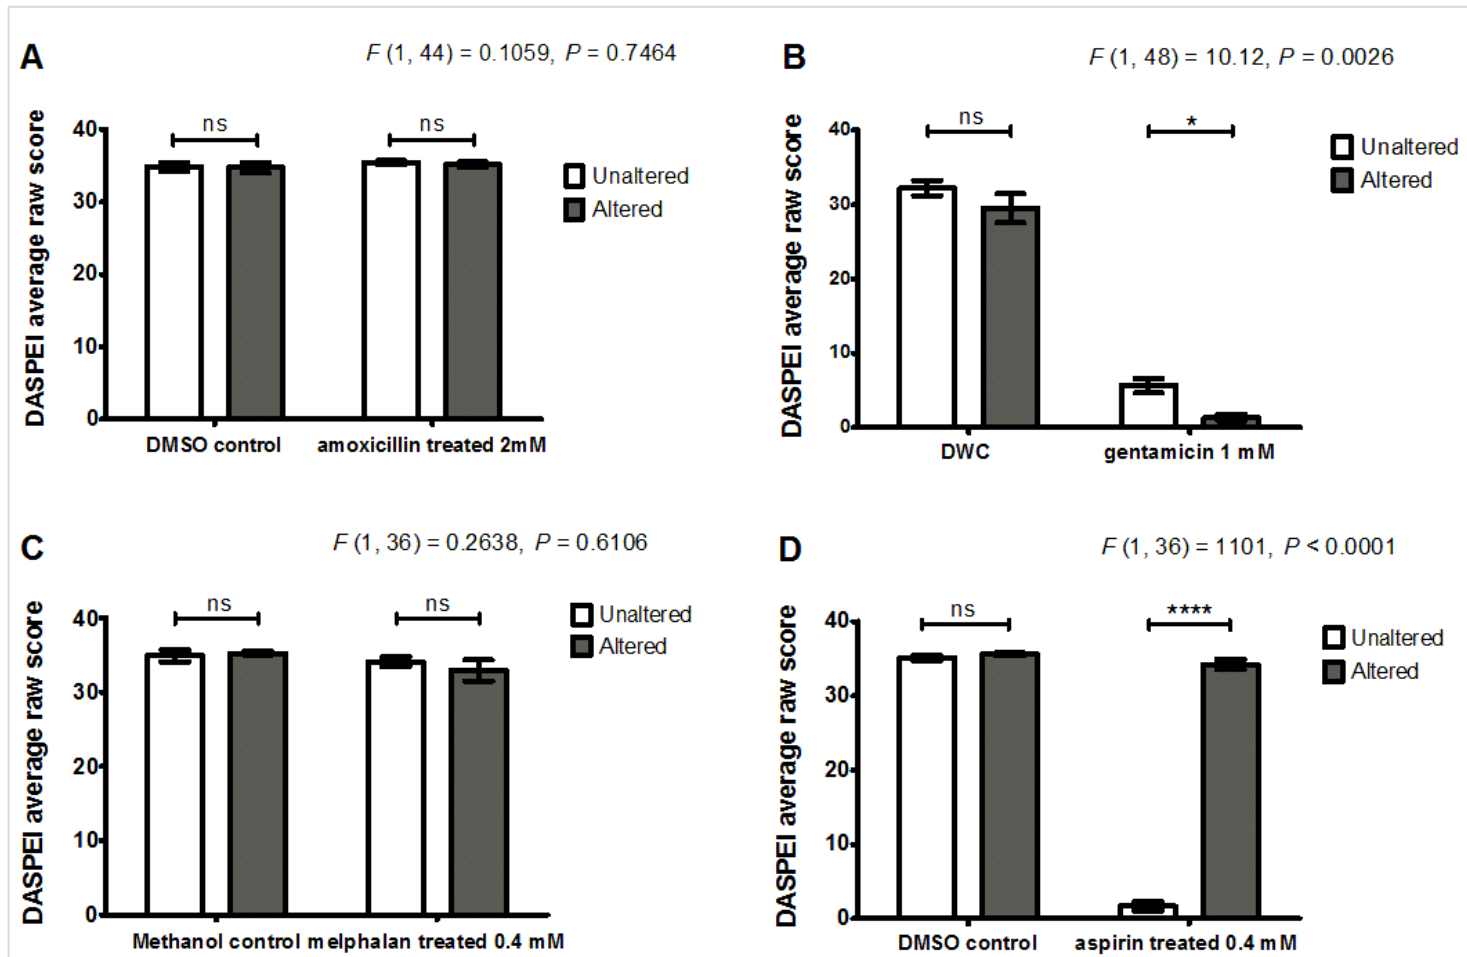 A
F (1, 44) = 0.1059, P = 0.7464
DASPEI average raw score
40
30
20
10
0
ns
ns
Unaltered
Altered
DMSO control
amoxicillin treated 2mM
B
F (1, 48) = 10.12, P = 0.0026
DASPEI average raw score
40
30
20
10
0
ns
*
Unaltered
Altered
DWC
gentamicin 1 mM
C
F (1, 36) = 0.2638, P = 0.6106
DASPEI average raw score
40
30
20
10
0
ns
ns
Unaltered
Altered
Methanol control
melphalan treated 0.4 mM
D
F (1, 36) = 1101, P < 0.0001
DASPEI average raw score
40
30
20
10
0
ns
****
Unaltered
Altered
DMSO control
aspirin treated 0.4 mM